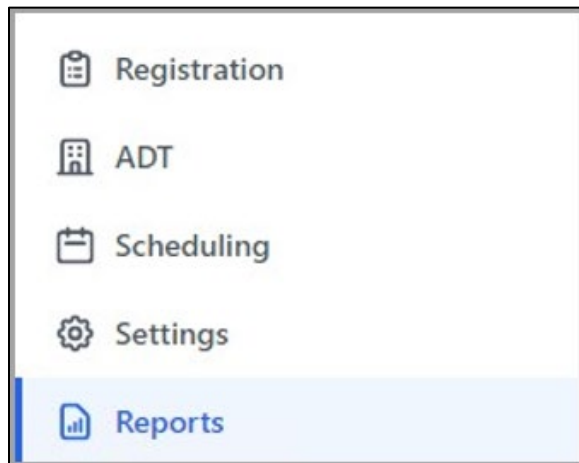 Registration
ADT
Scheduling
Settings
Reports